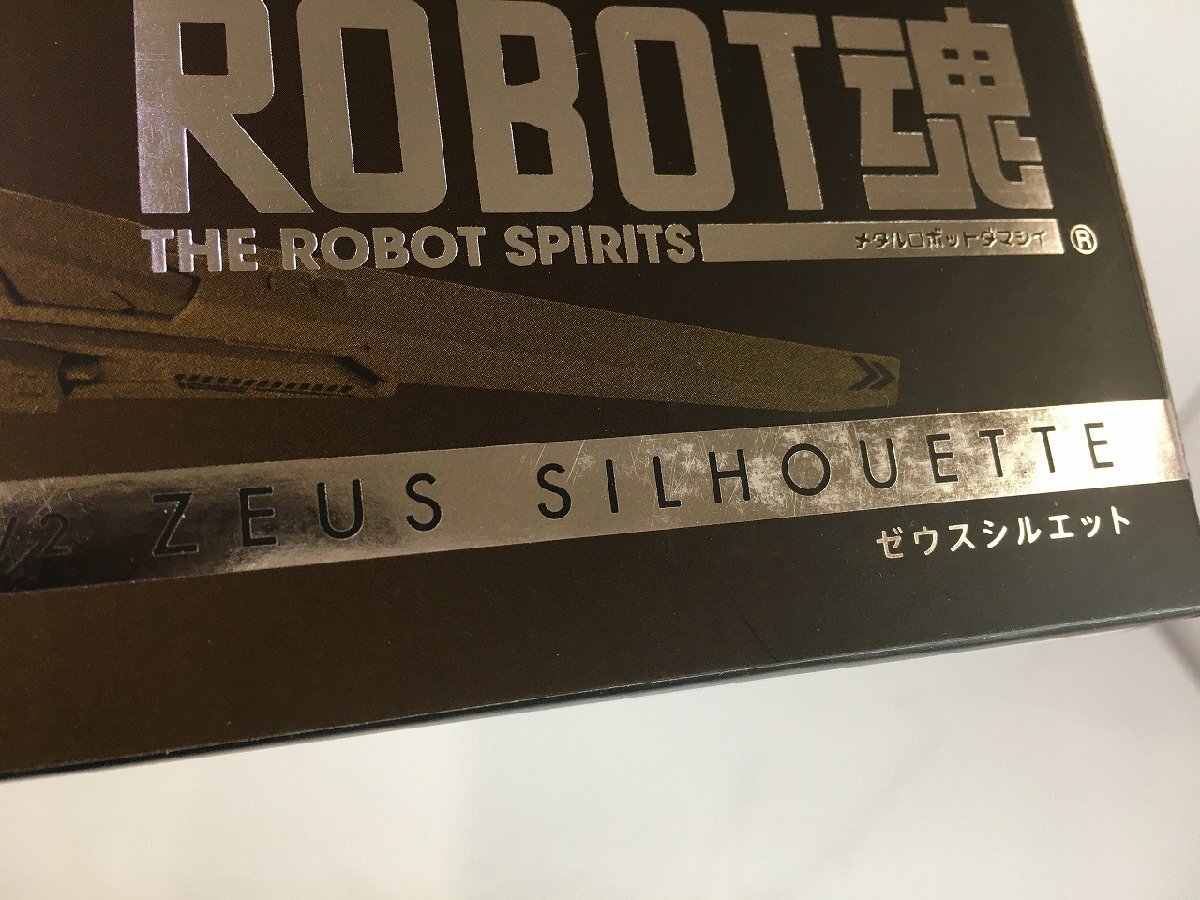 ROBOT魂
THE ROBOT SPIRITS メタルロボットダマシイ ®
/2 ZEUS SILHOUETTE
ゼウスシルエット